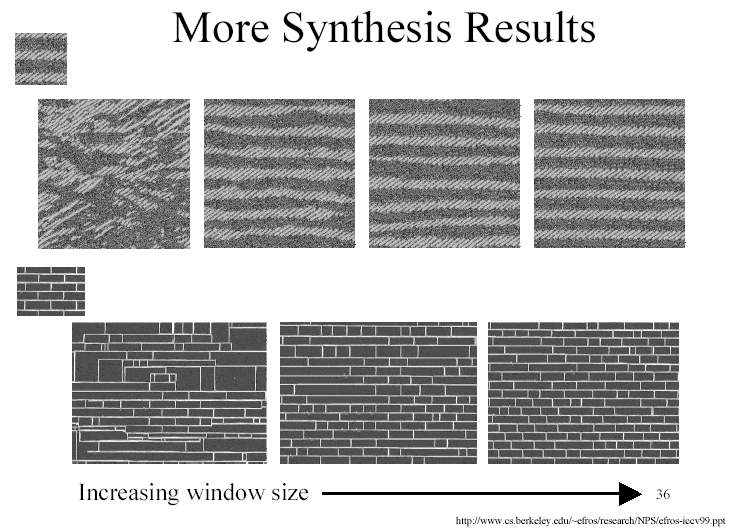 More Synthesis Results
Increasing window size
36
http://www.cs.berkeley.edu/~efros/research/NPS/efros-iccv99.ppt